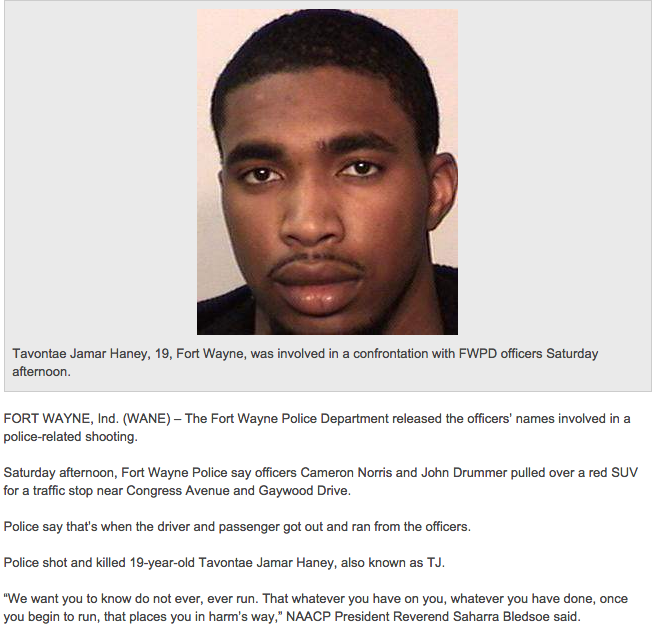 Tavontae Jamar Haney, 19, Fort Wayne, was involved in a confrontation with FWPD officers Saturday
afternoon.
FORT WAYNE, Ind. (WANE) – The Fort Wayne Police Department released the officers’ names involved in a
police-related shooting.
Saturday afternoon, Fort Wayne Police say officers Cameron Norris and John Drummer pulled over a red SUV
for a traffic stop near Congress Avenue and Gaywood Drive.
Police say that’s when the driver and passenger got out and ran from the officers.
Police shot and killed 19-year-old Tavontae Jamar Haney, also known as TJ.
“We want you to know do not ever, ever run. That whatever you have on you, whatever you have done, once
you begin to run, that places you in harm’s way,” NAACP President Reverend Saharra Bledsoe said.